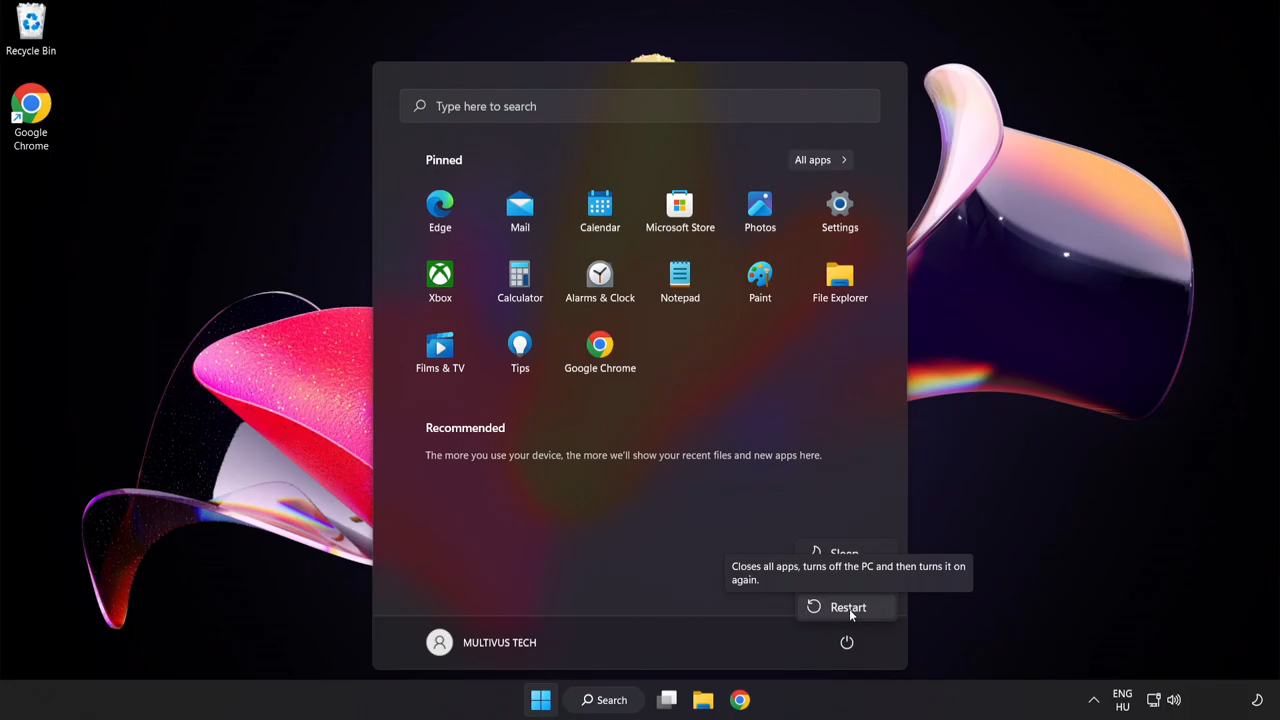 Recycle Bin
Google
Chrome
Type here to search
Pinned
All apps
Edge
Mail
Calendar
Microsoft Store
Photos
Settings
Xbox
Calculator
Alarms & Clock
Notepad
Paint
File Explorer
Films & TV
Tips
Google Chrome
Recommended
The more you use your device, the more we'll show your recent files and new apps here.
Sleep
Closes all apps, turns off the PC and then turns it on
again.
Restart
MULTIVUS TECH
Search
ENG
HU